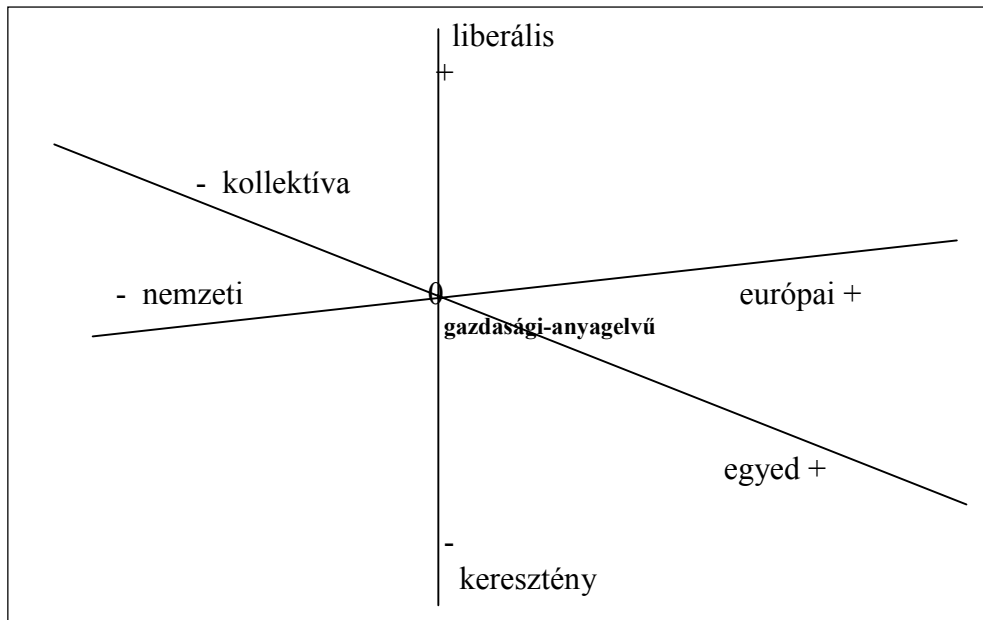 liberális
+
- kollektíva
- nemzeti
0
európai +
gazdasági-anyagelvű
egyed +
-
keresztény